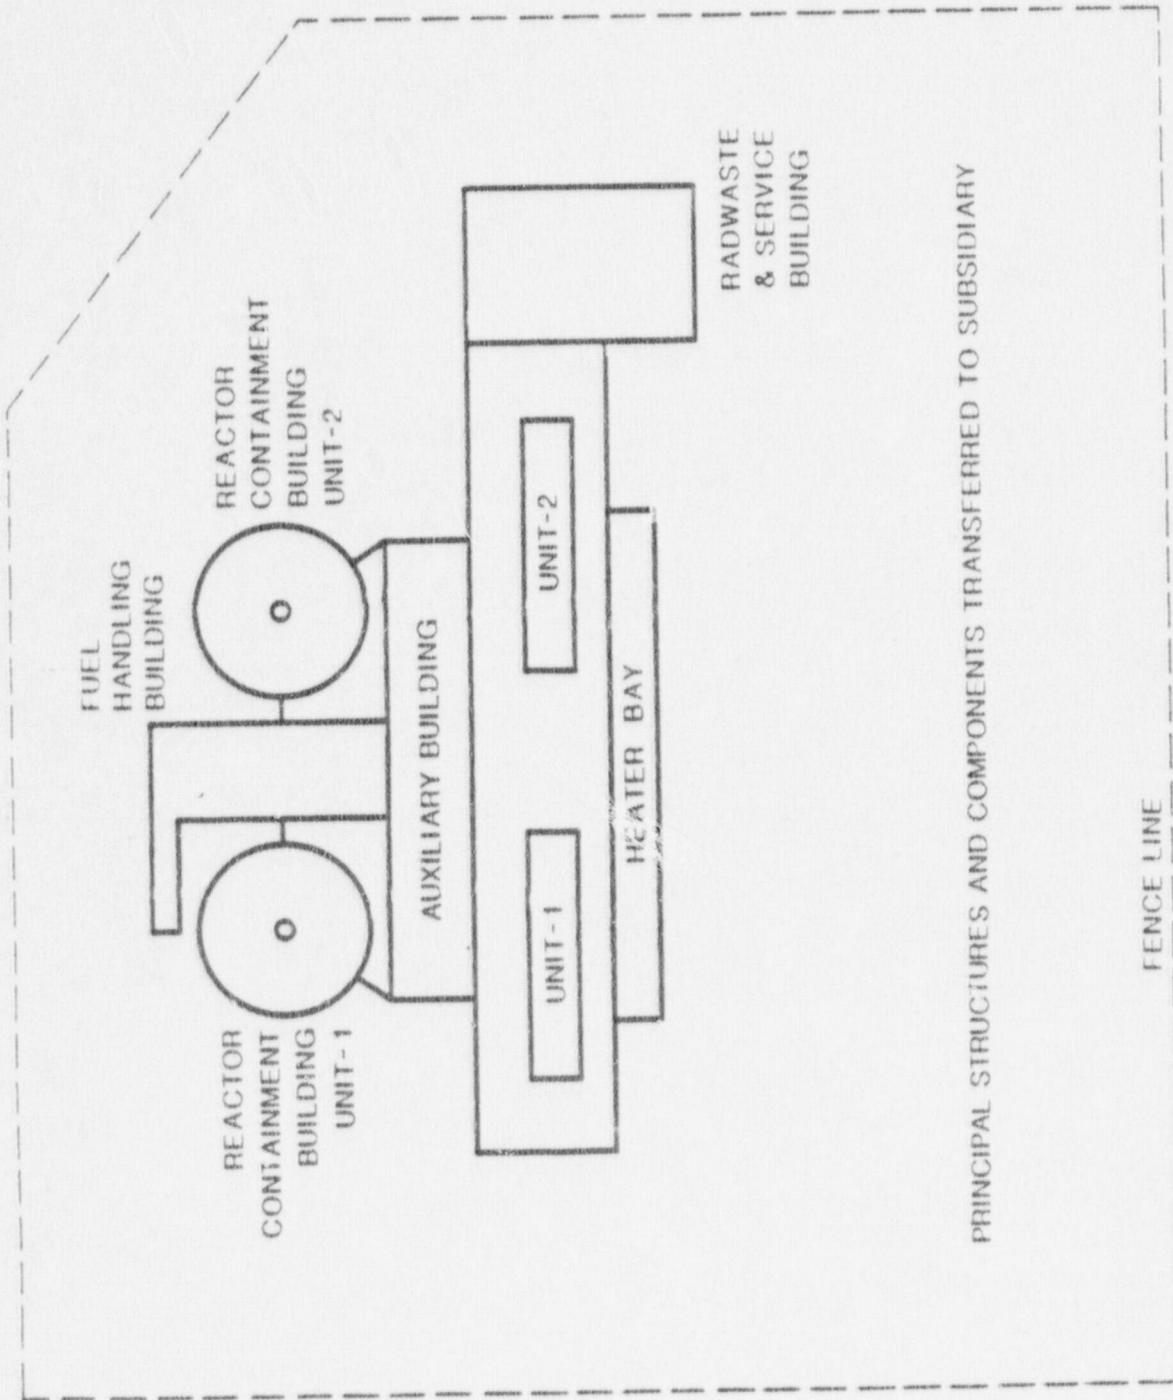 FUEL
HANDLING
BUILDING
REACTOR
CONTAINMENT
BUILDING
UNIT-1
REACTOR
CONTAINMENT
BUILDING
UNIT-2
AUXILIARY BUILDING
UNIT-1
UNIT-2
HEATER BAY
RADWASTE
& SERVICE
BUILDING
PRINCIPAL STRUCTURES AND COMPONENTS TRANSFERRED TO SUBSIDIARY
FENCE LINE